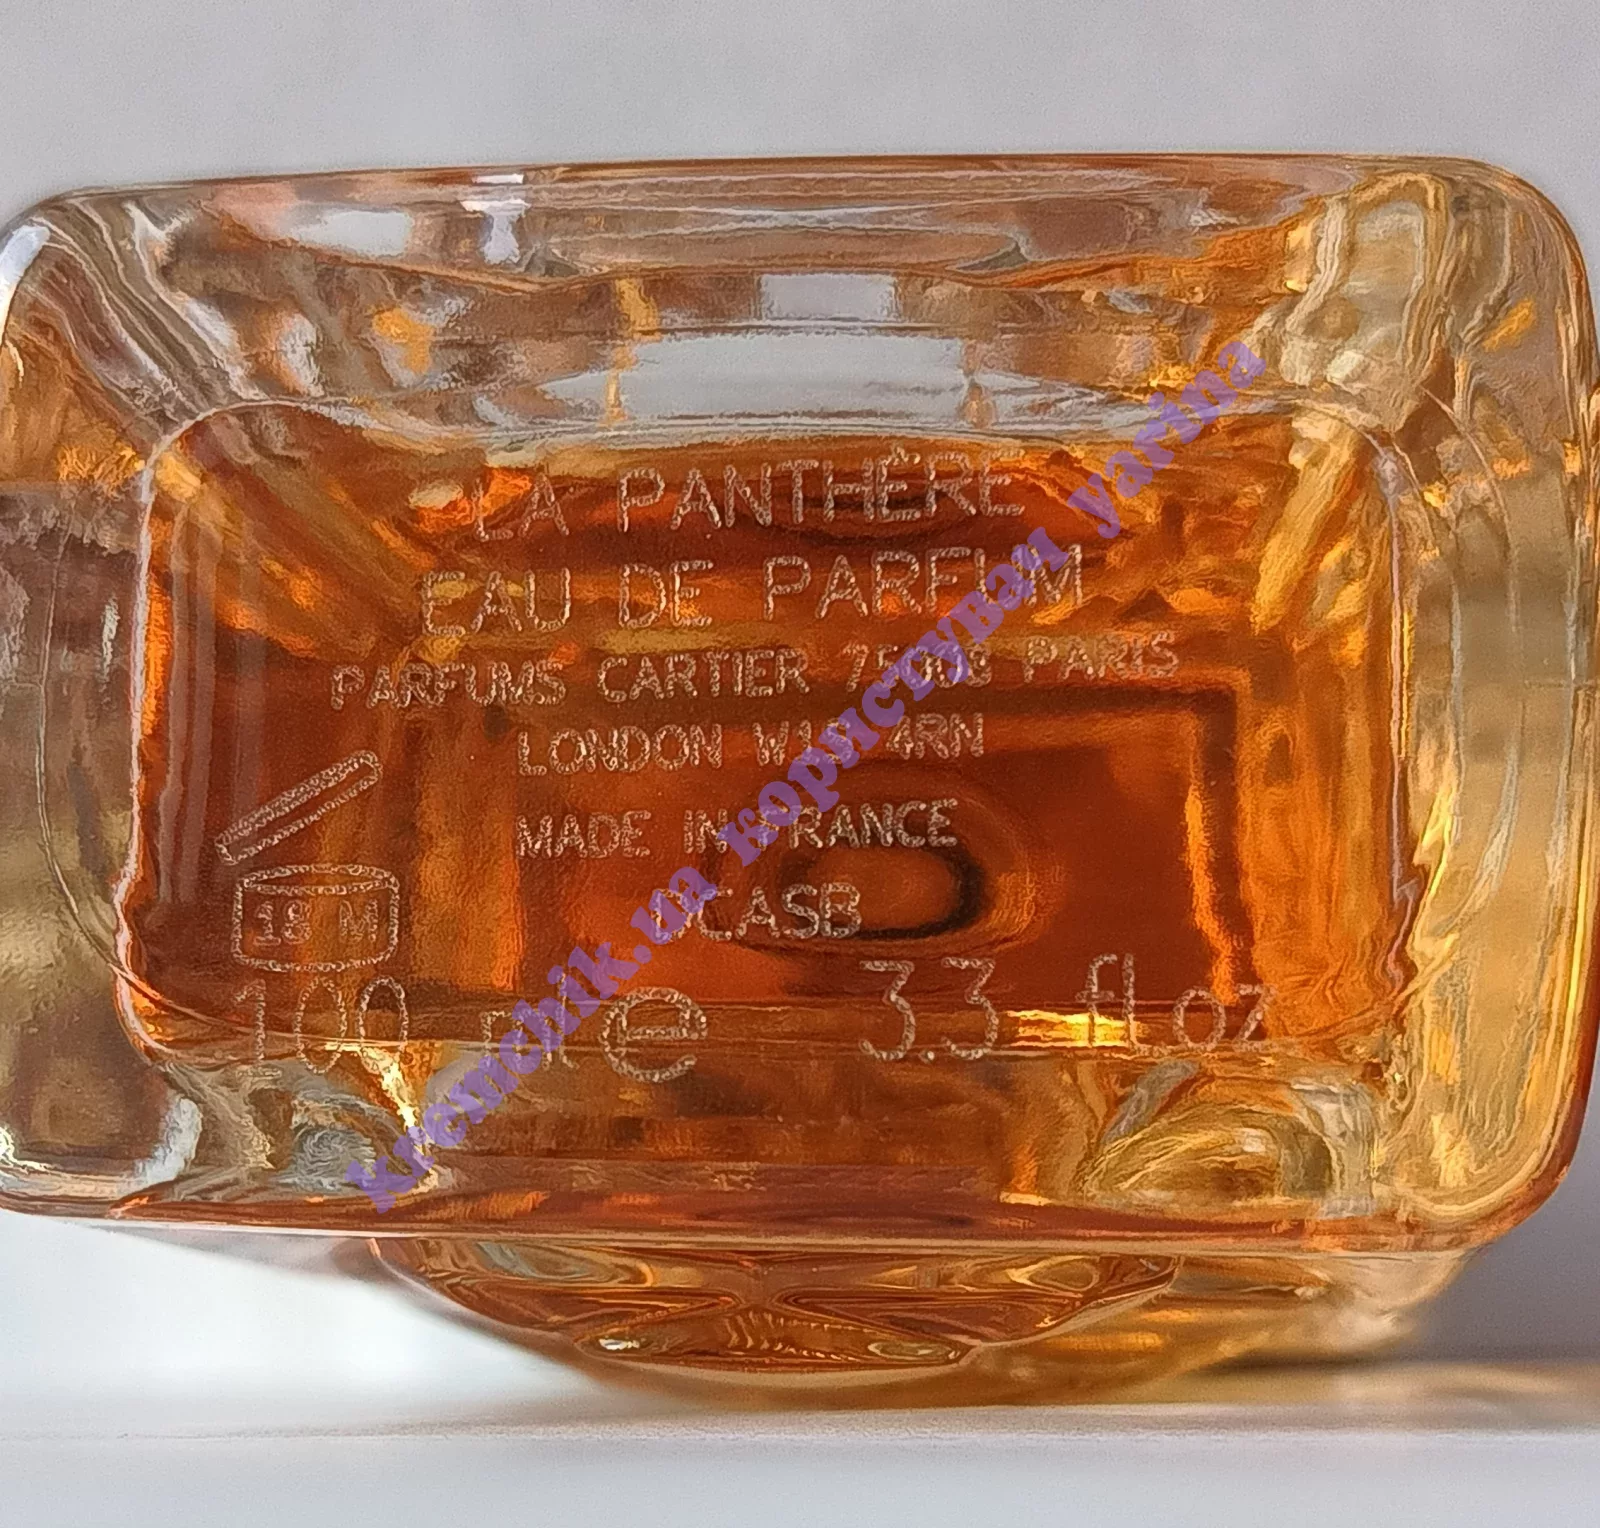 LA PANTHÈRE
EAU DE PARFUM
PARFUMS CARTIER 75008 PARIS
LONDON W1S 4RN
MADE IN FRANCE
18 M
100 ml e 3.3 fl.oz
kremchik.ua користувач yarina